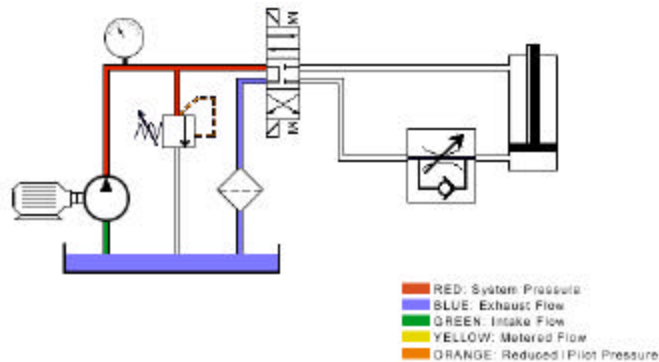 RED: System Pressure
BLUE: Exhaust Flow
GREEN: Intake Flow
YELLOW: Metered Flow
ORANGE: Reduced / Pilot Pressure